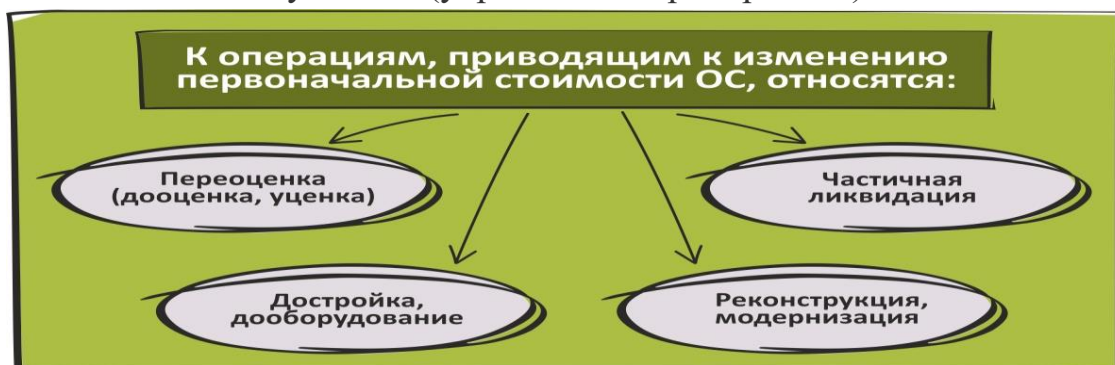 К операциям, приводящим к изменению
первоначальной стоимости ОС, относятся:
Переоценка
(дооценка, уценка)
Частичная
ликвидация
Достройка,
дооборудование
Реконструкция,
модернизация